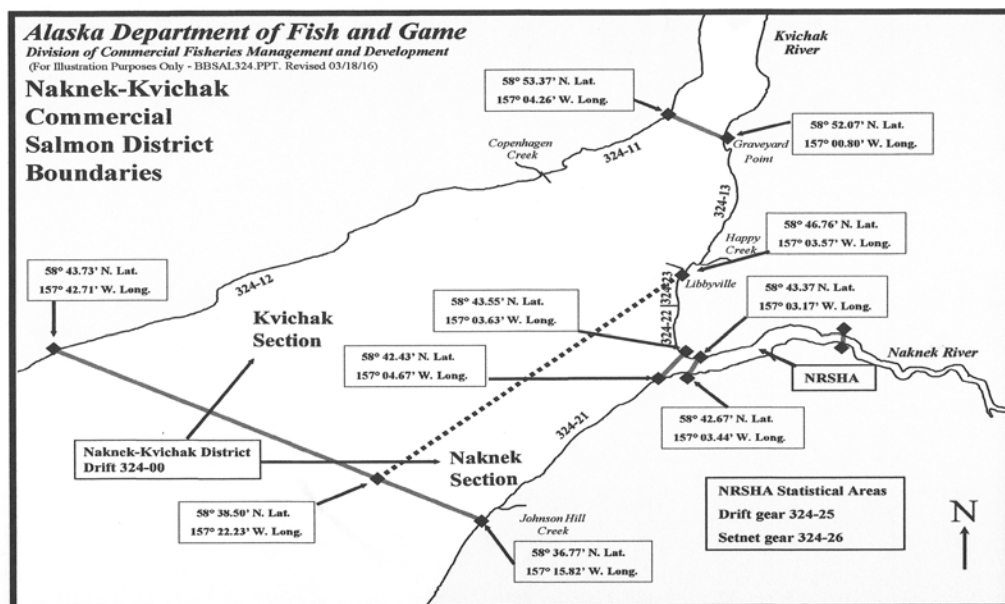 Alaska Department of Fish and Game
Division of Commercial Fisheries Management and Development
(For Illustration Purposes Only - BBSAL324.PPT. Revised 03/18/16)
Naknek-Kvichak
Commercial
Salmon District
Boundaries
Kvichak
River
58° 53.37' N. Lat.
157° 04.26' W. Long.
58° 52.07' N. Lat.
157° 00.80' W. Long.
Graveyard
Point
Copenhagen
Creek
324-11
324-13
58° 46.76' N. Lat.
157° 03.57' W. Long.
Happy
Creek
Libbyville
324-23
324-22
58° 43.73' N. Lat.
157° 42.71' W. Long.
324-12
58° 43.55' N. Lat.
157° 03.63' W. Long.
58° 43.37' N. Lat.
157° 03.17' W. Long.
Kvichak
Section
58° 42.43' N. Lat.
157° 04.67' W. Long.
Naknek River
NRSHA
58° 42.67' N. Lat.
157° 03.44' W. Long.
324-21
Naknek-Kvichak District
Drift 324-00
Naknek
Section
58° 38.50' N. Lat.
157° 22.23' W. Long.
Johnson Hill
Creek
58° 36.77' N. Lat.
157° 15.82' W. Long.
NRSHA Statistical Areas
Drift gear 324-25
Setnet gear 324-26
N